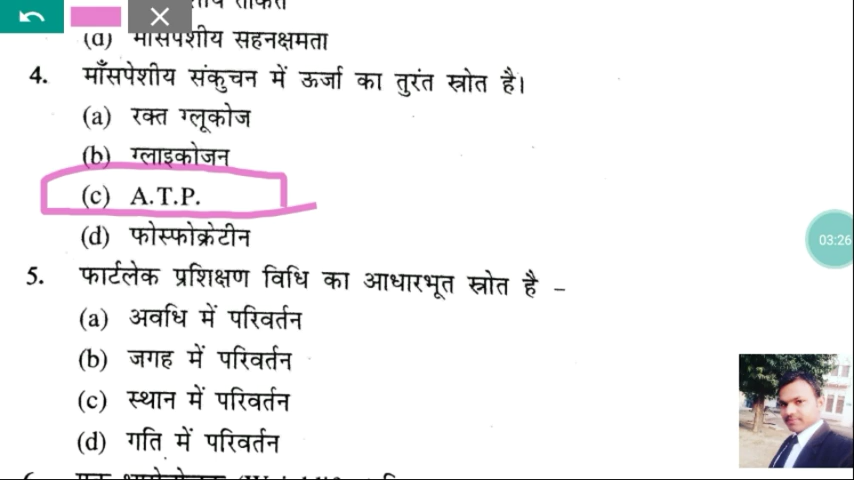 (d) माँसपेशीय सहनक्षमता
4. माँसपेशीय संकुचन में ऊर्जा का तुरंत स्रोत है।
(a) रक्त ग्लूकोज
(b) ग्लाइकोजन
(c) A.T.P.
(d) फोस्फोक्रेटीन
03:26
5. फार्टलेक प्रशिक्षण विधि का आधारभूत स्रोत है –
(a) अवधि में परिवर्तन
(b) जगह में परिवर्तन
(c) स्थान में परिवर्तन
(d) गति में परिवर्तन